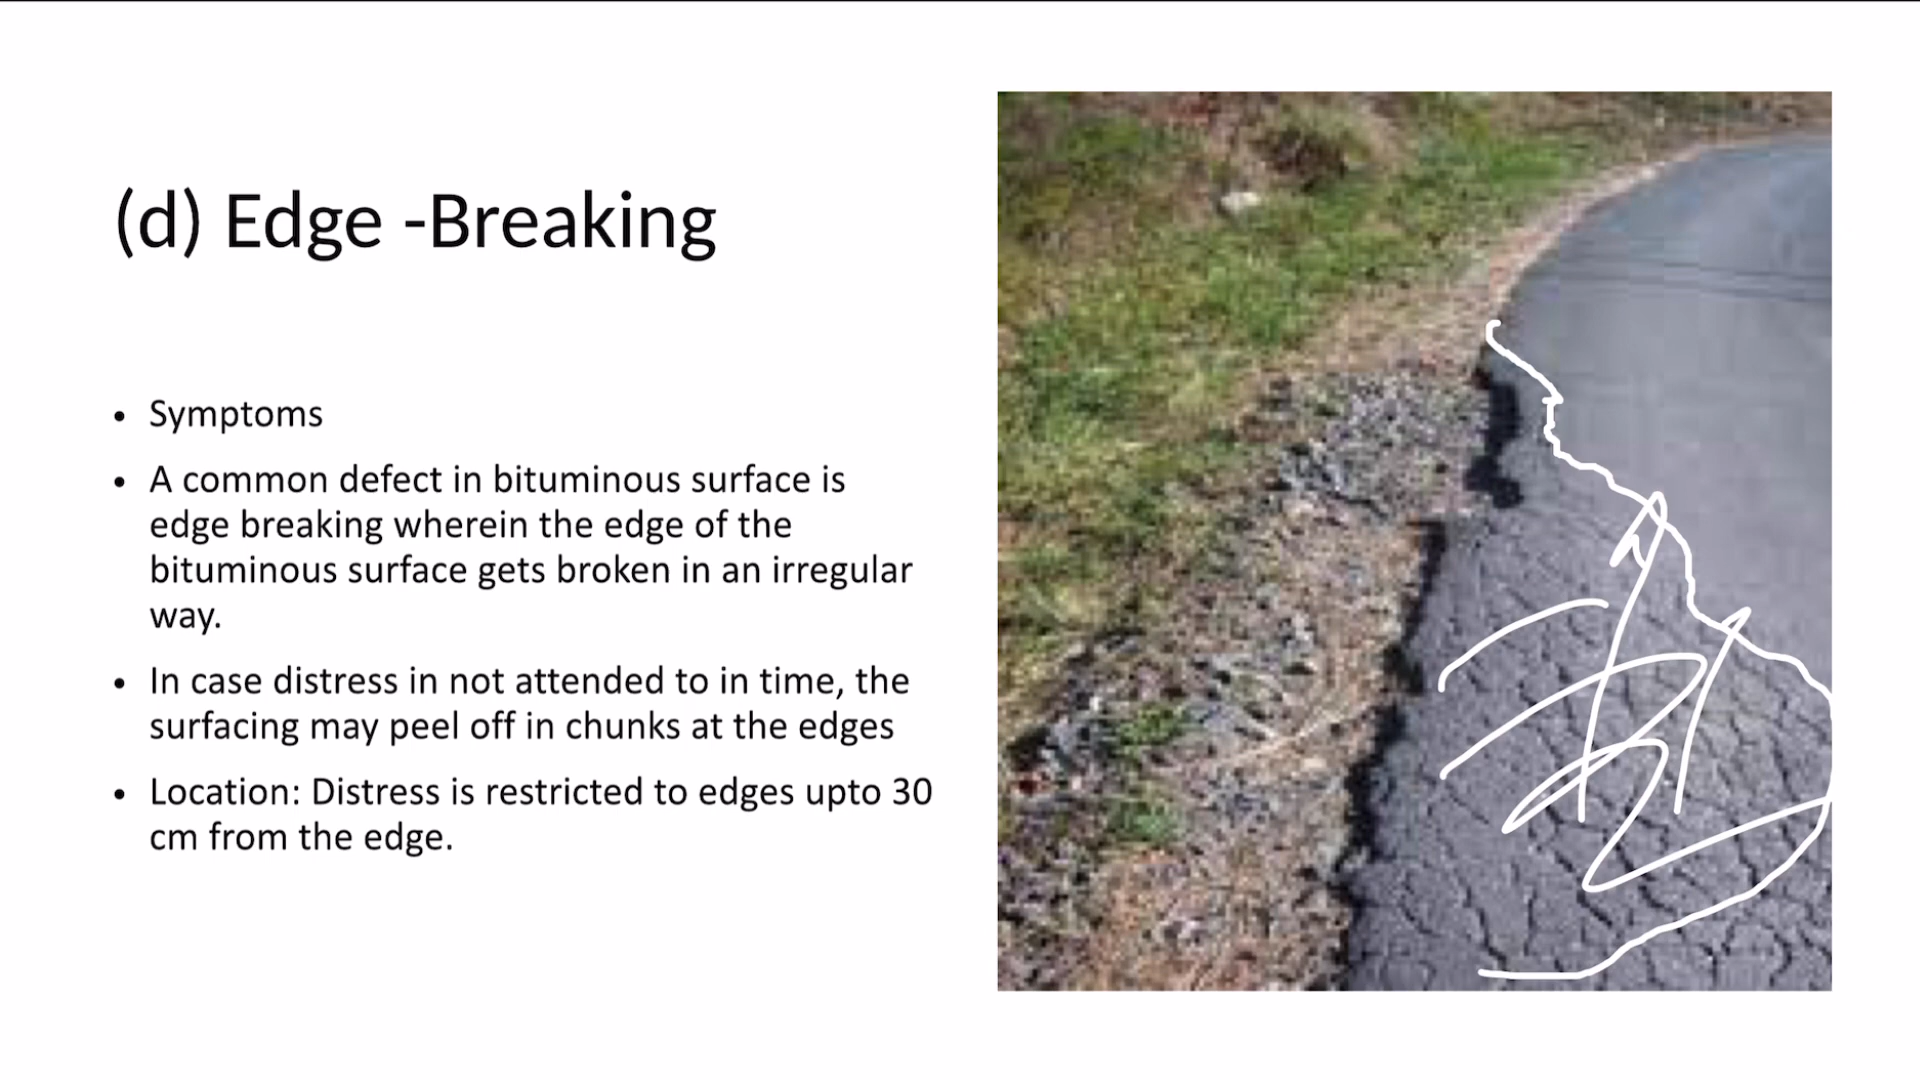 (d) Edge -Breaking
• Symptoms
• A common defect in bituminous surface is
edge breaking wherein the edge of the
bituminous surface gets broken in an irregular
way.
• In case distress in not attended to in time, the
surfacing may peel off in chunks at the edges
• Location: Distress is restricted to edges upto 30
cm from the edge.